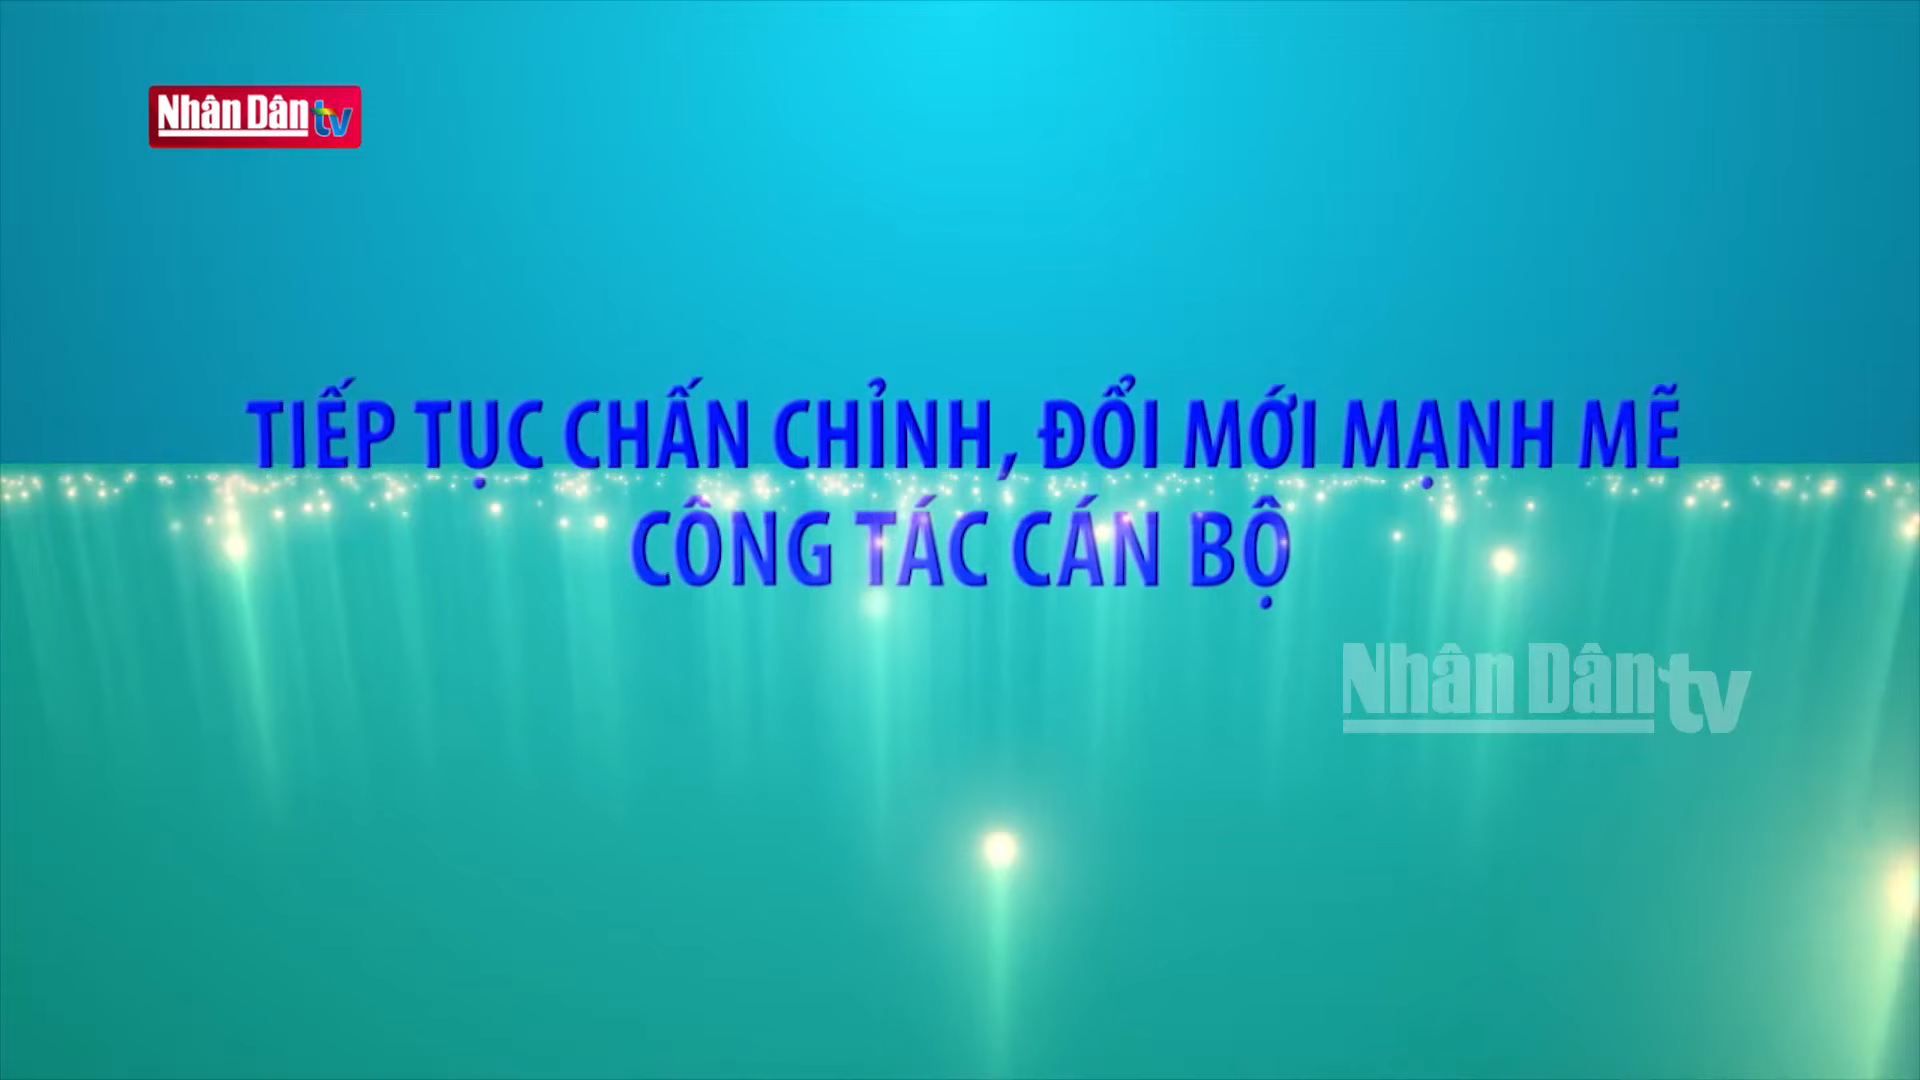 Nhân Dân tv
TIẾP TỤC CHẤN CHỈNH, ĐỔI MỚI MẠNH MẼ
CÔNG TÁC CÁN BỘ
Nhân Dân tv